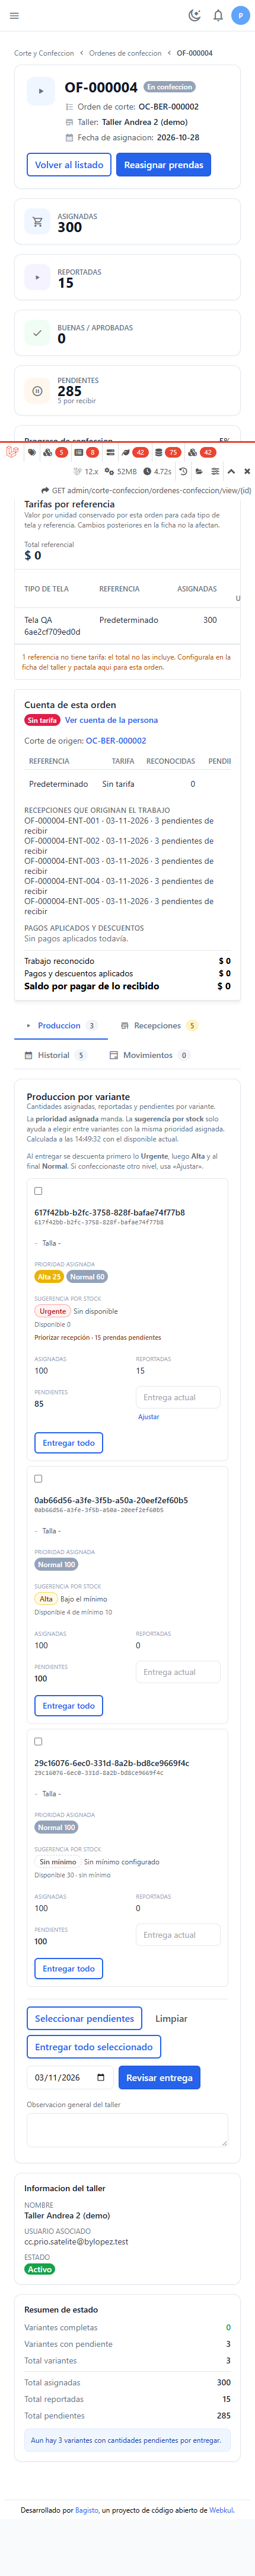 P
Corte y Confeccion < Ordenes de confeccion > OF-000004
OF-000004 En confeccion
Orden de corte: OC-BER-000002
Taller: Taller Andrea 2 (demo)
Fecha de asignacion: 2026-10-28
Volver al listado Reasignar prendas
ASIGNADAS
300
REPORTADAS
15
BUENAS / APROBADAS
0
PENDIENTES
285
5 por recibir
5 8 42 75 42
12.x 52MB 4.72s
GET admin/corte-confeccion/ordenes-confeccion/view/{id}
Tarifas por referencia
Valor por unidad conservado por esta orden para cada tipo de
tela y referencia. Cambios posteriores en la ficha no la afectan.
Total referencial
$ 0
TIPO DE TELA REFERENCIA ASIGNADAS
U
Tela QA Predeterminado 300
6ae2cf709ed0d
1 referencia no tiene tarifa: el total no las incluye. Configurala en la
ficha del taller y pactala aqui para esta orden.
Cuenta de esta orden
Sin tarifa Ver cuenta de la persona
Corte de origen: OC-BER-000002
REFERENCIA TARIFA RECONOCIDAS PENDII
Predeterminado Sin tarifa 0
RECEPCIONES QUE ORIGINAN EL TRABAJO
OF-000004-ENT-001 · 03-11-2026 · 3 pendientes de
recibir
OF-000004-ENT-002 · 03-11-2026 · 3 pendientes de
recibir
OF-000004-ENT-003 · 03-11-2026 · 3 pendientes de
recibir
OF-000004-ENT-004 · 03-11-2026 · 3 pendientes de
recibir
OF-000004-ENT-005 · 03-11-2026 · 3 pendientes de
recibir
PAGOS APLICADOS Y DESCUENTOS
Sin pagos aplicados todavía.
Trabajo reconocido $ 0
Pagos y descuentos aplicados $ 0
Saldo por pagar de lo recibido $ 0
Produccion 3 Recepciones 5
Historial 5 Movimientos 0
Produccion por variante
Cantidades asignadas, reportadas y pendientes por variante.
La prioridad asignada manda. La sugerencia por stock solo
ayuda a elegir entre variantes con la misma prioridad asignada.
Calculada a las 14:49:32 con el disponible actual.
Al entregar se descuenta primero lo Urgente, luego Alta y al
final Normal. Si confeccionaste otro nivel, usa «Ajustar».
617f42bb-b2fc-3758-828f-bafae74f77b8
617f42bb-b2fc-3758-828f-bafae74f77b8
- Talla -
PRIORIDAD ASIGNADA
Alta 25 Normal 60
SUGERENCIA POR STOCK
Urgente Sin disponible
Disponible 0
Priorizar recepción · 15 prendas pendientes
ASIGNADAS REPORTADAS
100 15
PENDIENTES
85 Entrega actual
Ajustar
Entregar todo
0ab66d56-a3fe-3f5b-a50a-20eef2ef60b5
0ab66d56-a3fe-3f5b-a50a-20eef2ef60b5
- Talla -
PRIORIDAD ASIGNADA
Normal 100
SUGERENCIA POR STOCK
Alta Bajo el mínimo
Disponible 4 de mínimo 10
ASIGNADAS REPORTADAS
100 0
PENDIENTES
100 Entrega actual
Entregar todo
29c16076-6ec0-331d-8a2b-bd8ce9669f4c
29c16076-6ec0-331d-8a2b-bd8ce9669f4c
- Talla -
PRIORIDAD ASIGNADA
Normal 100
SUGERENCIA POR STOCK
Sin mínimo Sin mínimo configurado
Disponible 30 · sin mínimo
ASIGNADAS REPORTADAS
100 0
PENDIENTES
100 Entrega actual
Entregar todo
Seleccionar pendientes Limpiar
Entregar todo seleccionado
03/11/2026 Revisar entrega
Observacion general del taller
Informacion del taller
NOMBRE
Taller Andrea 2 (demo)
USUARIO ASOCIADO
cc.prio.satelite@bylopez.test
ESTADO
Activo
Resumen de estado
Variantes completas 0
Variantes con pendiente 3
Total variantes 3
Total asignadas 300
Total reportadas 15
Total pendientes 285
Aun hay 3 variantes con cantidades pendientes por entregar.
Desarrollado por Bagisto, un proyecto de código abierto de Webkul.